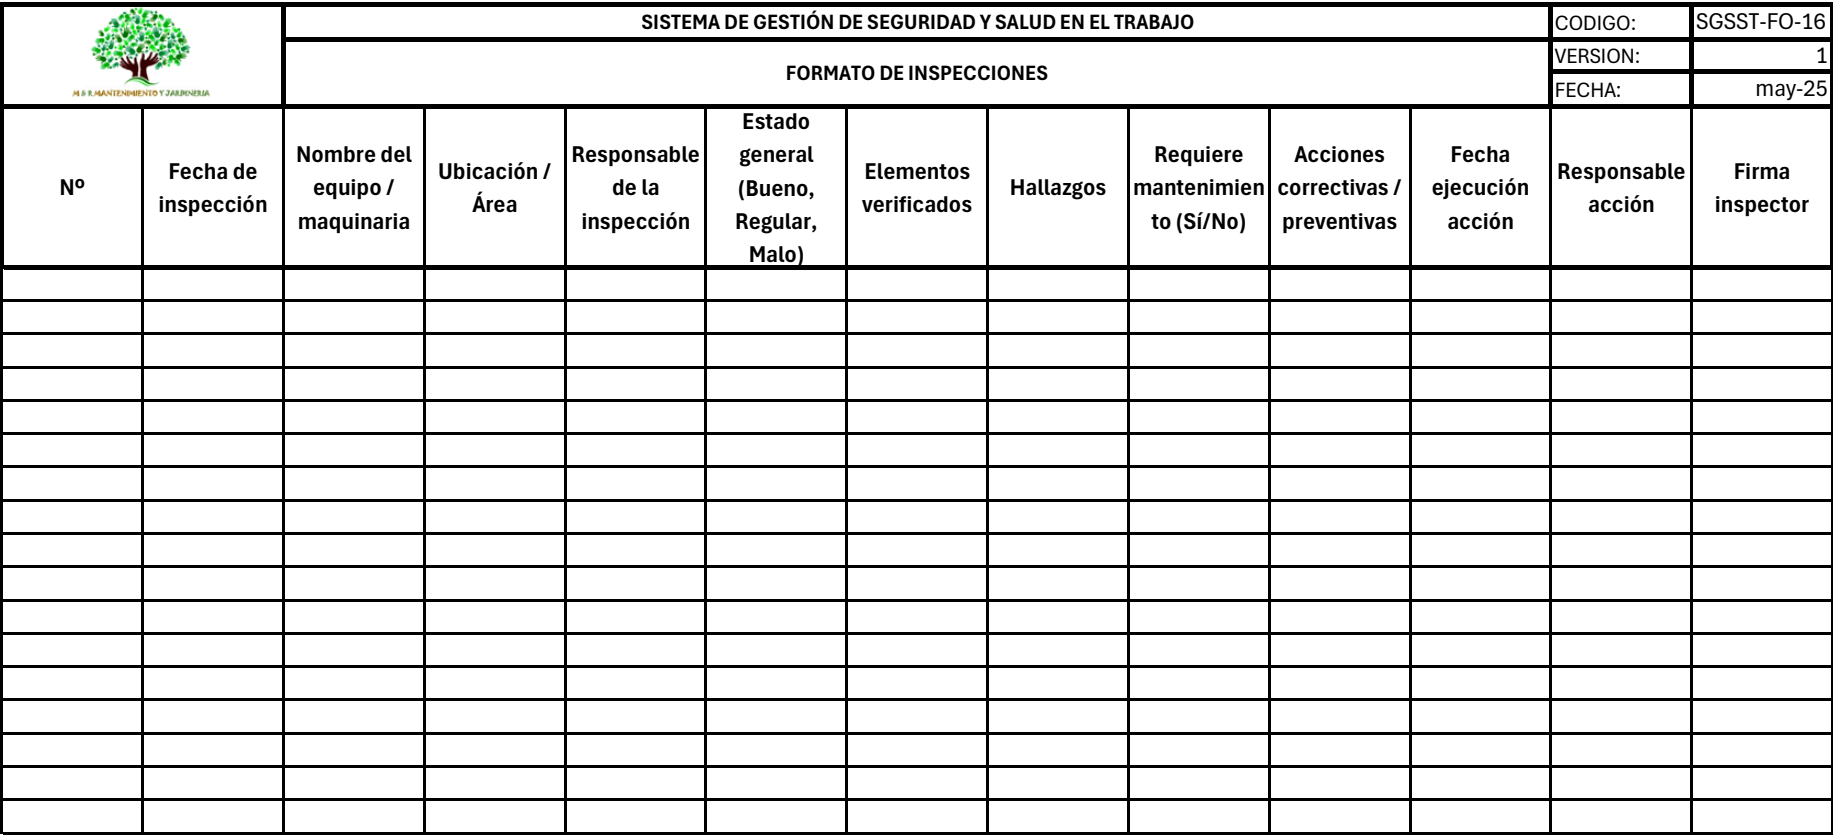 M & R MANTENIMIENTO Y JARDINERIA
SISTEMA DE GESTIÓN DE SEGURIDAD Y SALUD EN EL TRABAJO
FORMATO DE INSPECCIONES
CODIGO: SGSST-FO-16
VERSION: 1
FECHA: may-25
Nº
Fecha de
inspección
Nombre del
equipo /
maquinaria
Ubicación /
Área
Responsable
de la
inspección
Estado
general
(Bueno,
Regular,
Malo)
Elementos
verificados
Hallazgos
Requiere
mantenimien
to (Sí/No)
Acciones
correctivas /
preventivas
Fecha
ejecución
acción
Responsable
acción
Firma
inspector